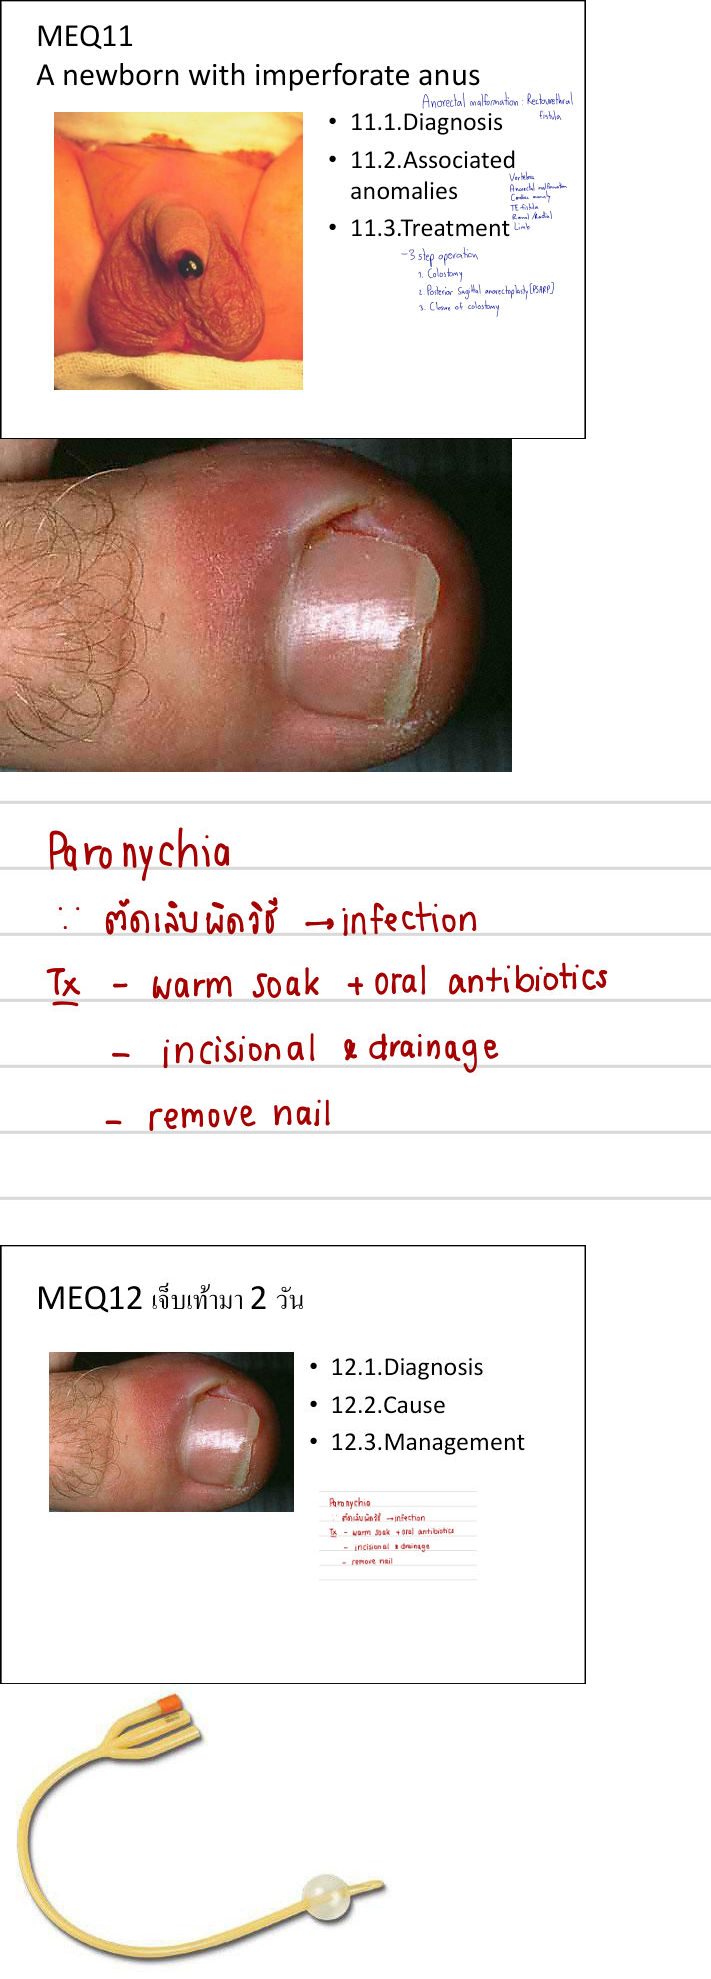 MEQ11
A newborn with imperforate anus
Anorectal malformation : Rectourethral
fistula
• 11.1.Diagnosis
• 11.2.Associated
anomalies
Vertebra
Anorectal malformation
Cardiac anomaly
TE-fistula
Renal /Radial
Limb
• 11.3.Treatment
- 3 step operation
1. Colostomy
2. Posterior Sagittal anorectoplasty [PSARP]
3. Closure of colostomy
Paronychia
∵ ตัดเล็บผิดวิธี → infection
Tx - warm soak + oral antibiotics
- incisional & drainage
- remove nail
MEQ12 เจ็บเท้ามา 2 วัน
• 12.1.Diagnosis
• 12.2.Cause
• 12.3.Management
Paronychia
∵ ตัดเล็บผิดวิธี → infection
Tx - warm soak + oral antibiotics
- incisional & drainage
- remove nail